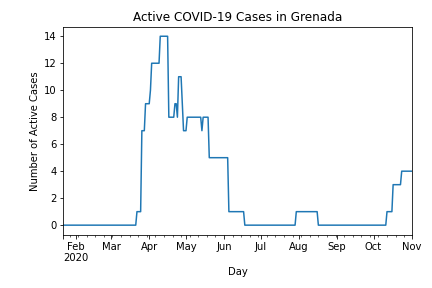 Active COVID-19 Cases in Grenada
Number of Active Cases
14
12
10
8
6
4
2
0
Feb Mar Apr May Jun Jul Aug Sep Oct Nov
2020
Day